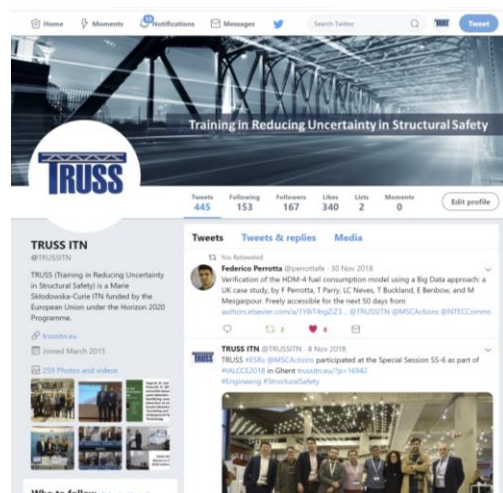 Home Moments Notifications Messages Search Twitter Tweet
Training in Reducing Uncertainty in Structural Safety
TRUSS
Tweets Following Followers Likes Lists Moments
445 153 167 340 2 0
Edit profile
TRUSS ITN
@TRUSSITN
TRUSS (Training in Reducing Uncertainty
in Structural Safety) is a Marie
Skłodowska-Curie ITN funded by the
European Union under the Horizon 2020
Programme.
trussitn.eu
Joined March 2015
259 Photos and videos
Tweets Tweets & replies Media
You Retweeted
Federico Perrotta @perrottafe · 30 Nov 2018
Verification of the HDM-4 fuel consumption model using a Big Data approach: a
UK case study, by F Perrotta, T Parry, LC Neves, T Buckland, E Benbow, and M
Mesgarpour. Freely accessible for the next 50 days from
@TRUSSITN @MSCActions @NTECComms
2 8
TRUSS ITN @TRUSSITN · 8 Nov 2018
TRUSS #ESRs @MSCActions participated at the Special Session SS-6 as part of
#IALCCE2018 in Ghent trussitn.eu/?p=16942
#Engineerig #StructuralSafety
Who to follow